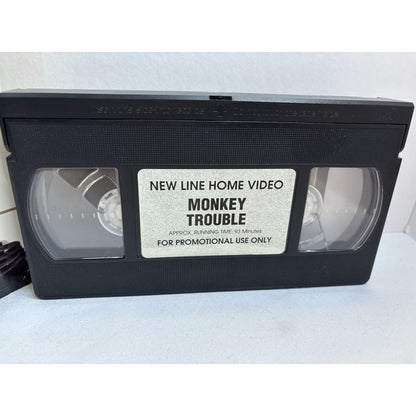 NEW LINE HOME VIDEO
MONKEY
TROUBLE
APPROX. RUNNING TIME: 93 Minutes
FOR PROMOTIONAL USE ONLY